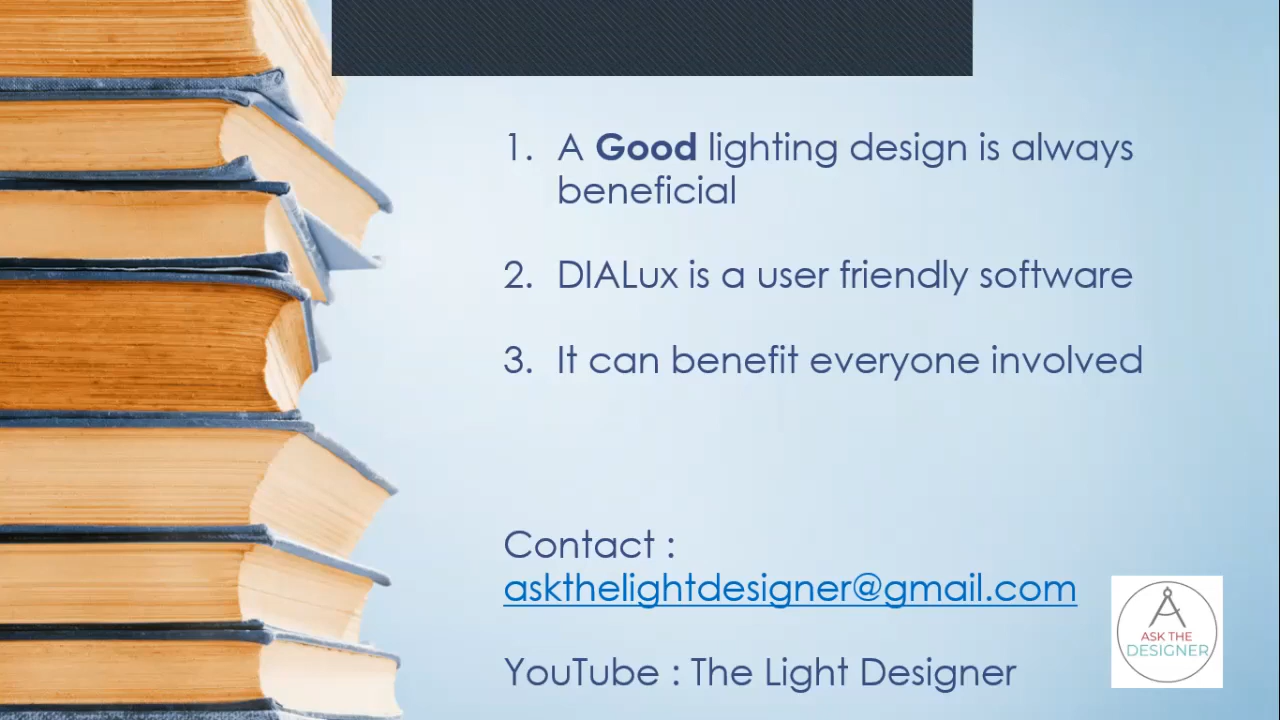 1. A Good lighting design is always
beneficial
2. DIALux is a user friendly software
3. It can benefit everyone involved
Contact :
askthelightdesigner@gmail.com
YouTube : The Light Designer
ASK THE
DESIGNER